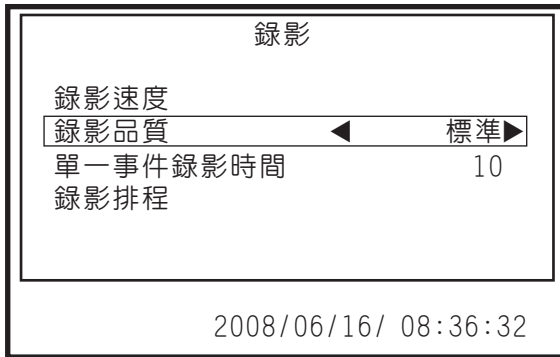 錄影
錄影速度
錄影品質 ◀ 標準▶
單一事件錄影時間 10
錄影排程
2008/06/16/ 08:36:32